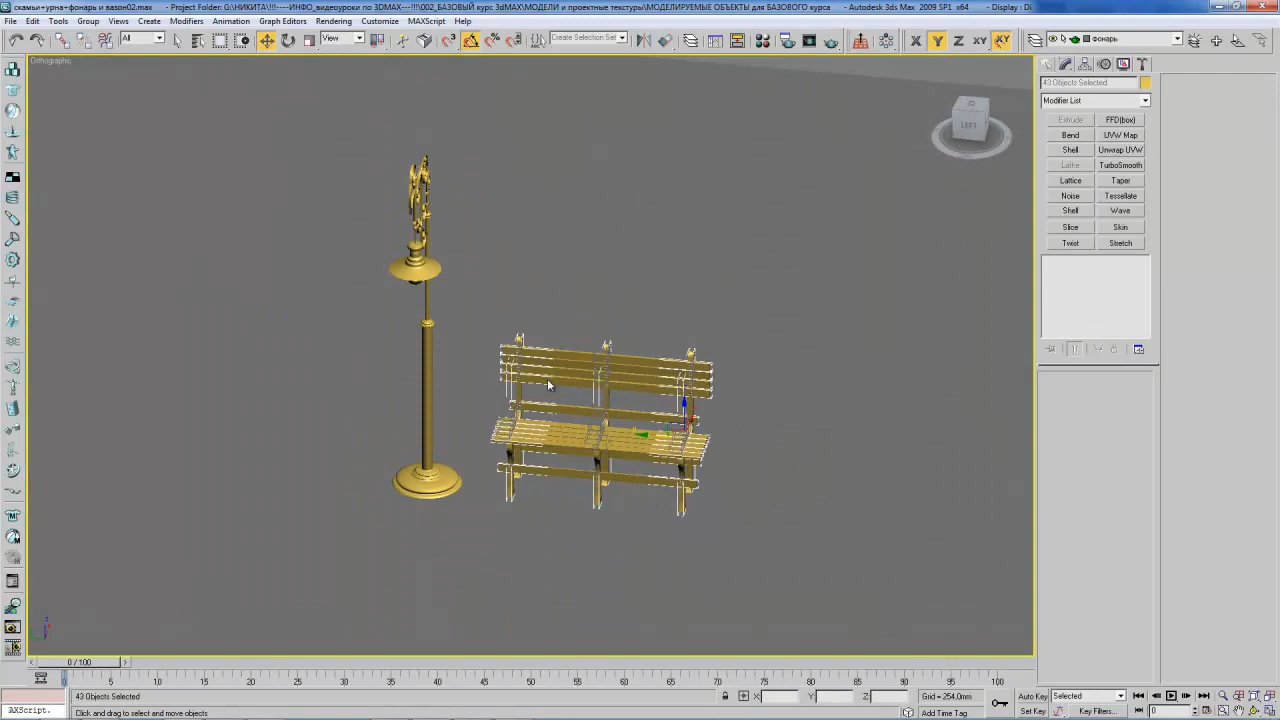 скамьи+урна+фонарь и вазон02.max - Project Folder: G:\НИКИТА\!!!----ИНФО_видеоуроки по 3DMAX---!!!\002_БАЗОВЫЙ курс 3dMAX\МОДЕЛИ и проектные текстуры\МОДЕЛИРУЕМЫЕ ОБЪЕКТЫ для БАЗОВОГО курса - Autodesk 3ds Max 2009 SP1 x64 - Display : Di
File Edit Tools Group Views Create Modifiers Animation Graph Editors Rendering Customize MAXScript Help
All View Create Selection Set X Y Z XY фонарь
Orthographic
LEFT
43 Objects Selected
Modifier List
Extrude FFD(box)
Bend UVW Map
Shell Unwrap UVW
Lathe TurboSmooth
Lattice Taper
Noise Tessellate
Shell Wave
Slice Skin
Twist Stretch
0 / 100
0 5 10 15 20 25 30 35 40 45 50 55 60 65 70 75 80 85 90 95 100
43 Objects Selected X: Y: Z: Grid = 254,0mm Auto Key Selected
AXScript. Click and drag to select and move objects Add Time Tag Set Key Key Filters... 0